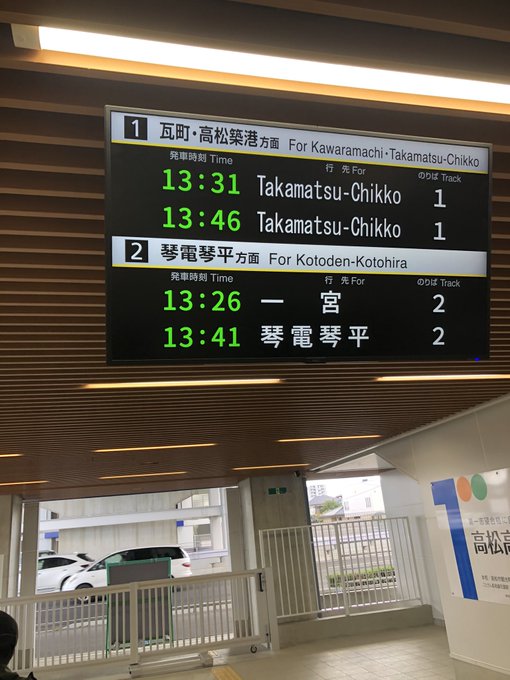 1 瓦町・高松築港方面 For Kawaramachi・Takamatsu-Chikko
発車時刻 Time 行先 For のりば Track
13:31 Takamatsu-Chikko 1
13:46 Takamatsu-Chikko 1
2 琴電琴平方面 For Kotoden-Kotohira
発車時刻 Time 行先 For のりば Track
13:26 一宮 2
13:41 琴電琴平 2
高松高